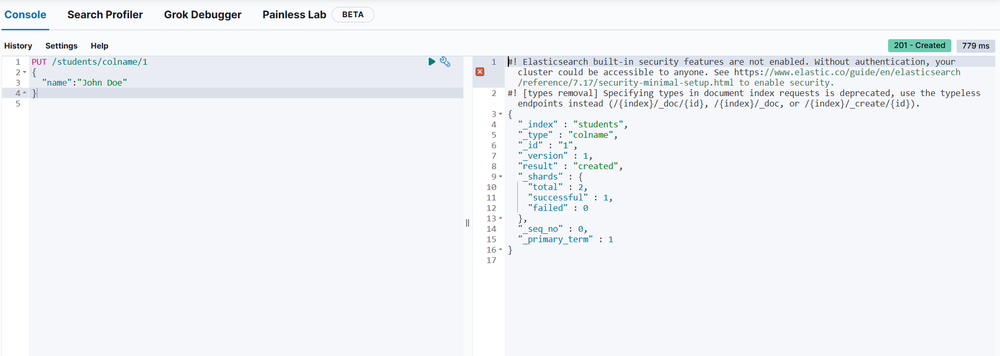 Console Search Profiler Grok Debugger Painless Lab BETA
History Settings Help
201 - Created 779 ms
1 PUT /students/colname/1
2 {
3 "name":"John Doe"
4 }
5
1 #! Elasticsearch built-in security features are not enabled. Without authentication, your
cluster could be accessible to anyone. See https://www.elastic.co/guide/en/elasticsearch
/reference/7.17/security-minimal-setup.html to enable security.
2 #! [types removal] Specifying types in document index requests is deprecated, use the typeless
endpoints instead (/{index}/_doc/{id}, /{index}/_doc, or /{index}/_create/{id}).
3 {
4 "_index" : "students",
5 "_type" : "colname",
6 "_id" : "1",
7 "_version" : 1,
8 "result" : "created",
9 "_shards" : {
10 "total" : 2,
11 "successful" : 1,
12 "failed" : 0
13 },
14 "_seq_no" : 0,
15 "_primary_term" : 1
16 }
17